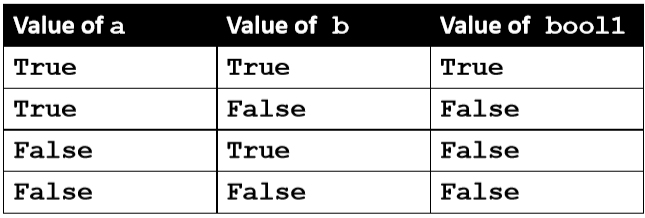 Value of a Value of b Value of bool1
True True True
True False False
False True False
False False False